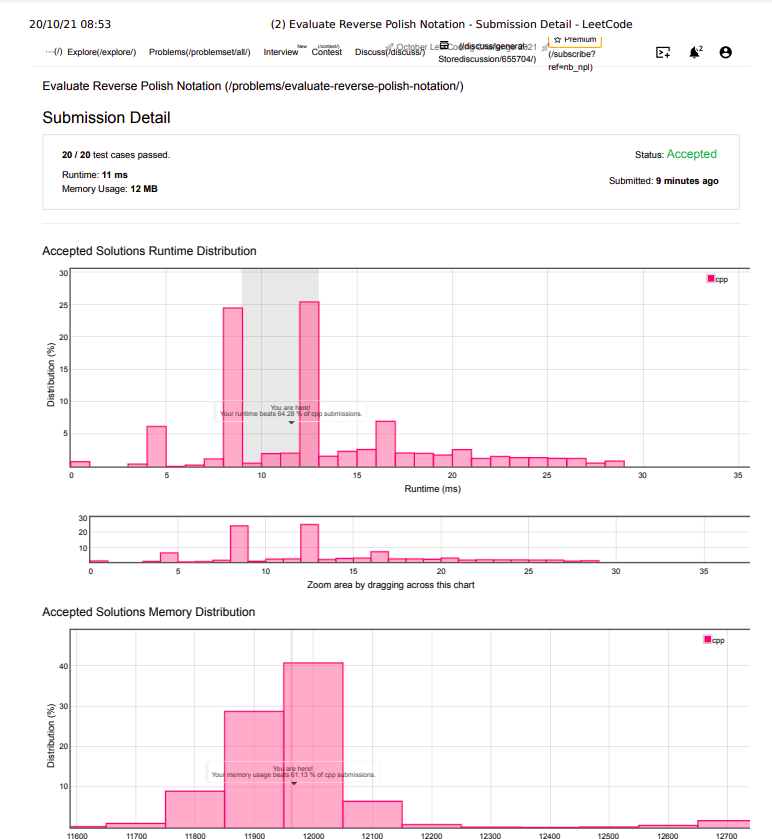 20/10/21 08:53 (2) Evaluate Reverse Polish Notation - Submission Detail - LeetCode
Premium
New (/contest/) October Le Coding 2021 (/discuss/general-
(/) Explore(/explore/) Problems(/problemset/all/) Interview Contest Discuss(/discuss/) (/subscribe?
Storediscussion/655704/) 2
ref=nb_npl)
Evaluate Reverse Polish Notation (/problems/evaluate-reverse-polish-notation/)
Submission Detail
20 / 20 test cases passed. Status: Accepted
Runtime: 11 ms
Memory Usage: 12 MB Submitted: 9 minutes ago
Accepted Solutions Runtime Distribution
cpp
30
25
20
15
10
5
Distribution (%)
You are here!
Your runtime beats 64.28 % of cpp submissions.
0 5 10 15 20 25 30 35
Runtime (ms)
30
20
10
0 5 10 15 20 25 30 35
Zoom area by dragging across this chart
Accepted Solutions Memory Distribution
cpp
40
30
20
10
Distribution (%)
You are here!
Your memory usage beats 61.13 % of cpp submissions.
11600 11700 11800 11900 12000 12100 12200 12300 12400 12500 12600 12700